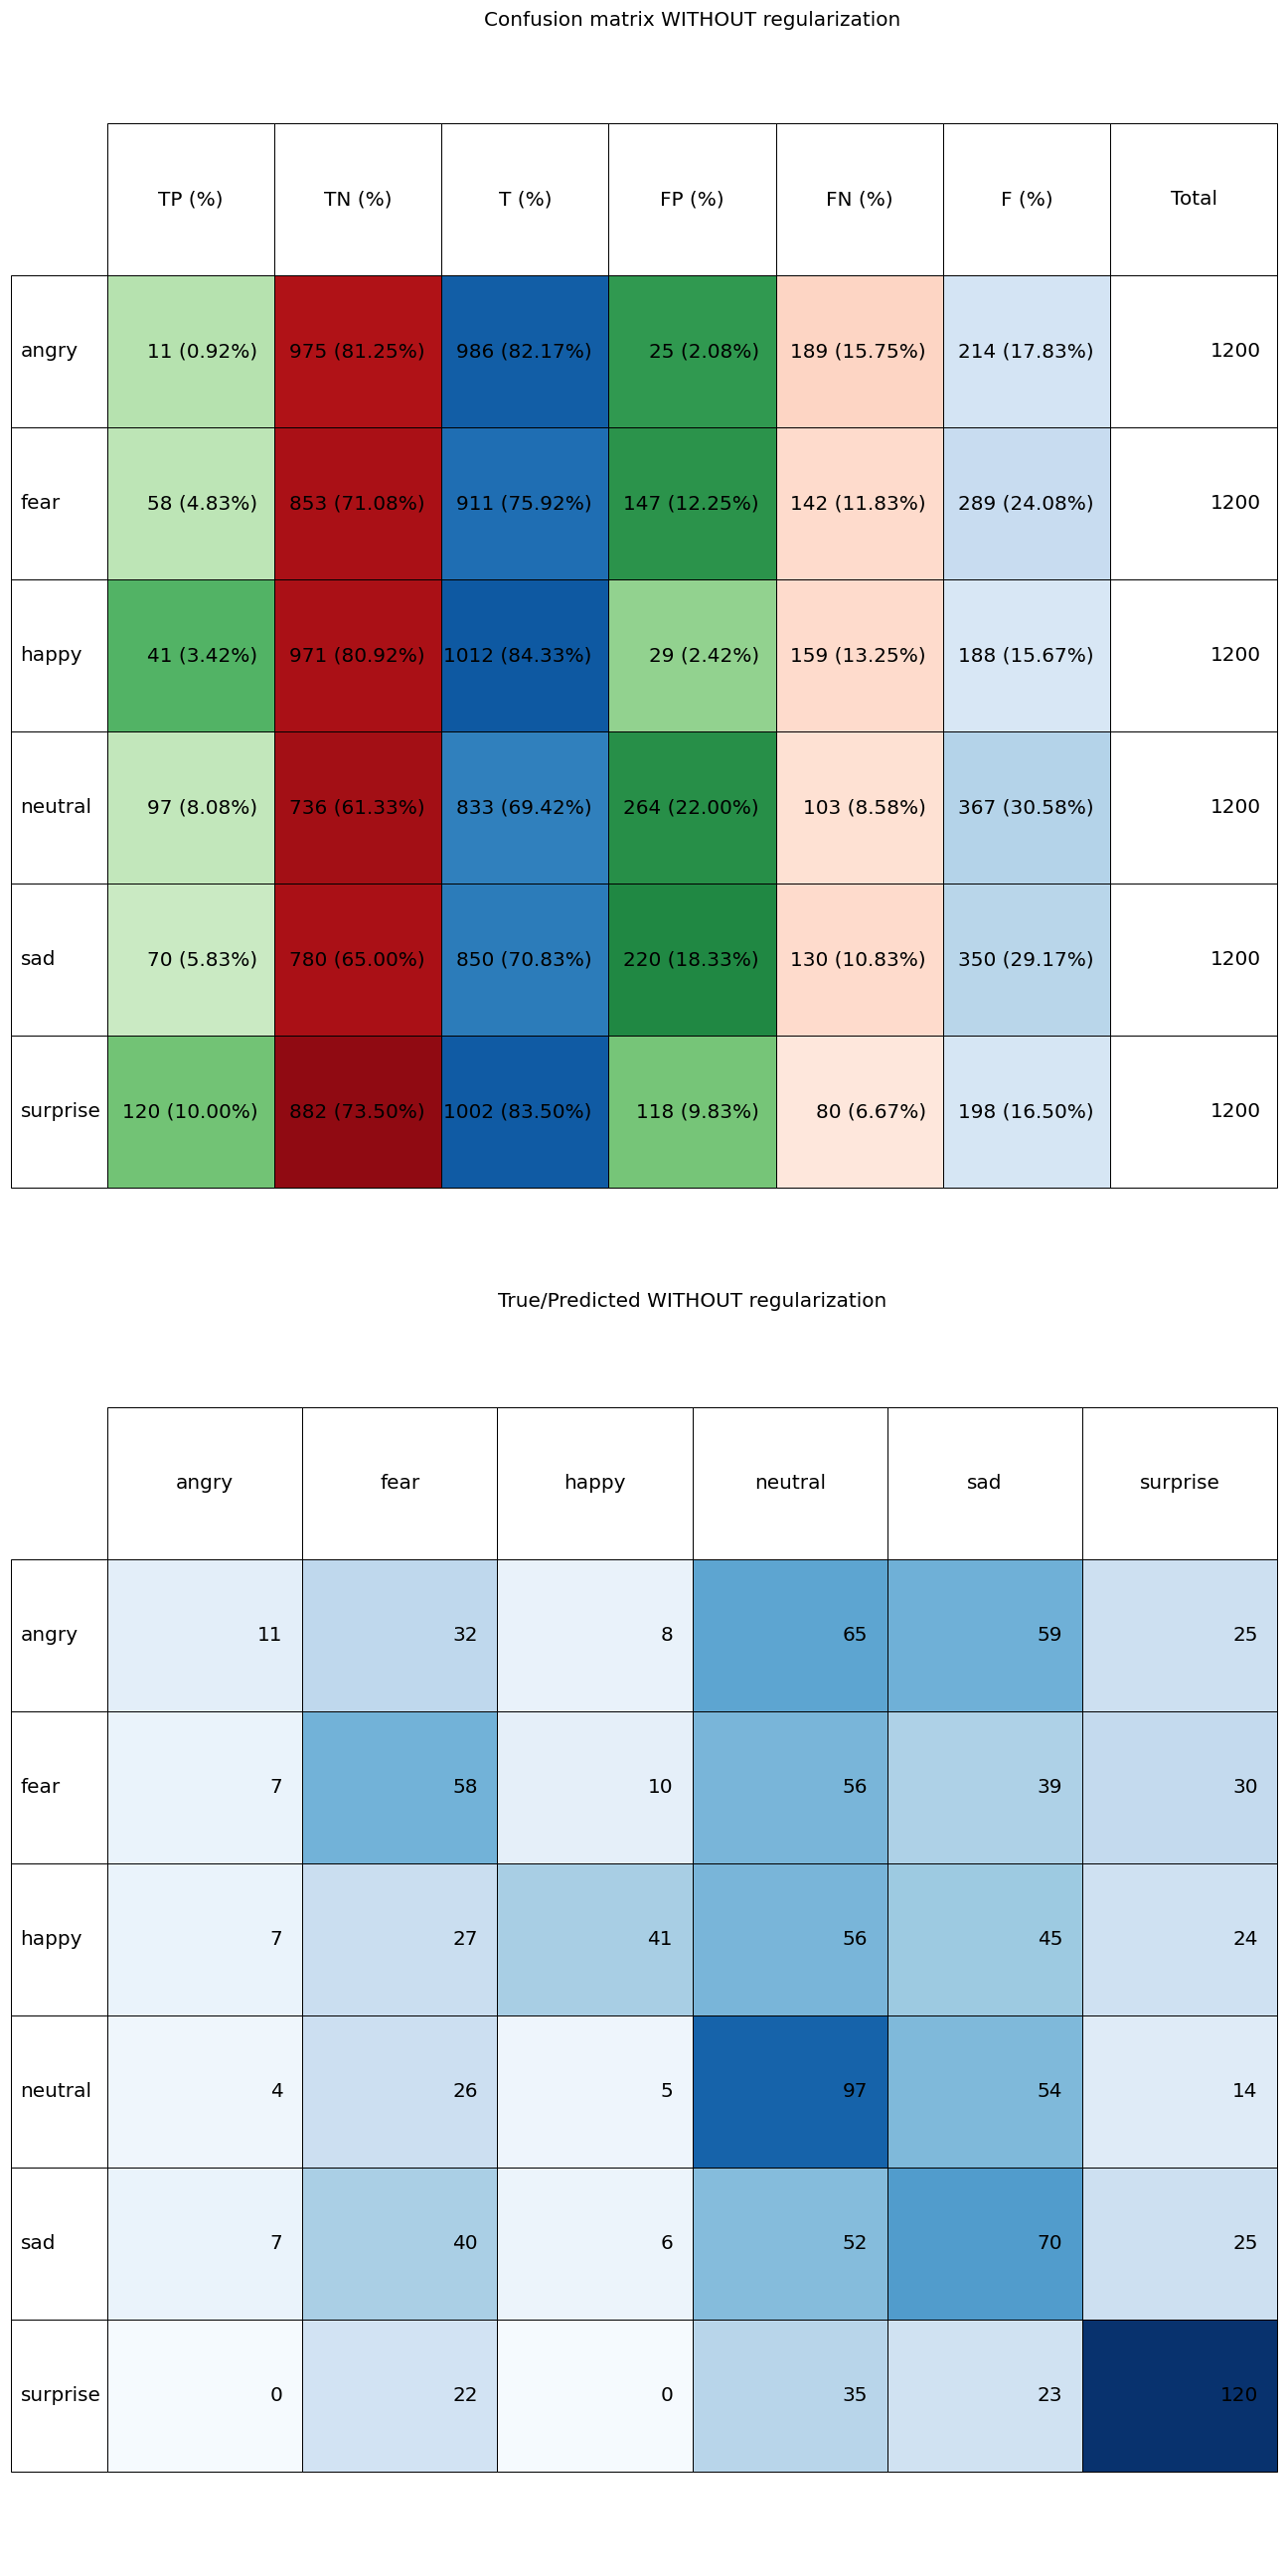 Confusion matrix WITHOUT regularization
TP (%) TN (%) T (%) FP (%) FN (%) F (%) Total
angry 11 (0.92%) 975 (81.25%) 986 (82.17%) 25 (2.08%) 189 (15.75%) 214 (17.83%) 1200
fear 58 (4.83%) 853 (71.08%) 911 (75.92%) 147 (12.25%) 142 (11.83%) 289 (24.08%) 1200
happy 41 (3.42%) 971 (80.92%) 1012 (84.33%) 29 (2.42%) 159 (13.25%) 188 (15.67%) 1200
neutral 97 (8.08%) 736 (61.33%) 833 (69.42%) 264 (22.00%) 103 (8.58%) 367 (30.58%) 1200
sad 70 (5.83%) 780 (65.00%) 850 (70.83%) 220 (18.33%) 130 (10.83%) 350 (29.17%) 1200
surprise 120 (10.00%) 882 (73.50%) 1002 (83.50%) 118 (9.83%) 80 (6.67%) 198 (16.50%) 1200
True/Predicted WITHOUT regularization
angry fear happy neutral sad surprise
angry 11 32 8 65 59 25
fear 7 58 10 56 39 30
happy 7 27 41 56 45 24
neutral 4 26 5 97 54 14
sad 7 40 6 52 70 25
surprise 0 22 0 35 23 120